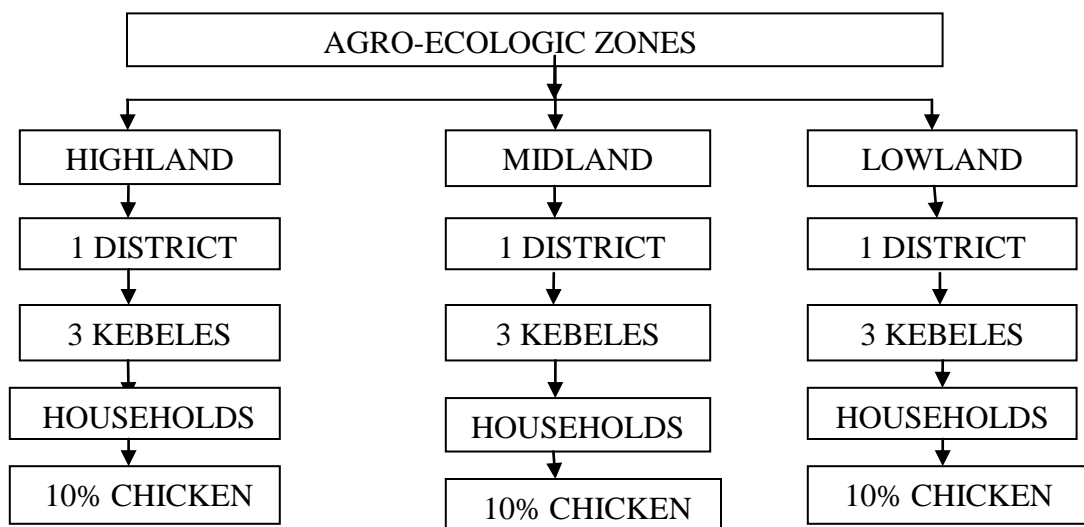 AGRO-ECOLOGIC ZONES
HIGHLAND
MIDLAND
LOWLAND
1 DISTRICT
1 DISTRICT
1 DISTRICT
3 KEBELES
3 KEBELES
3 KEBELES
HOUSEHOLDS
HOUSEHOLDS
HOUSEHOLDS
10% CHICKEN
10% CHICKEN
10% CHICKEN